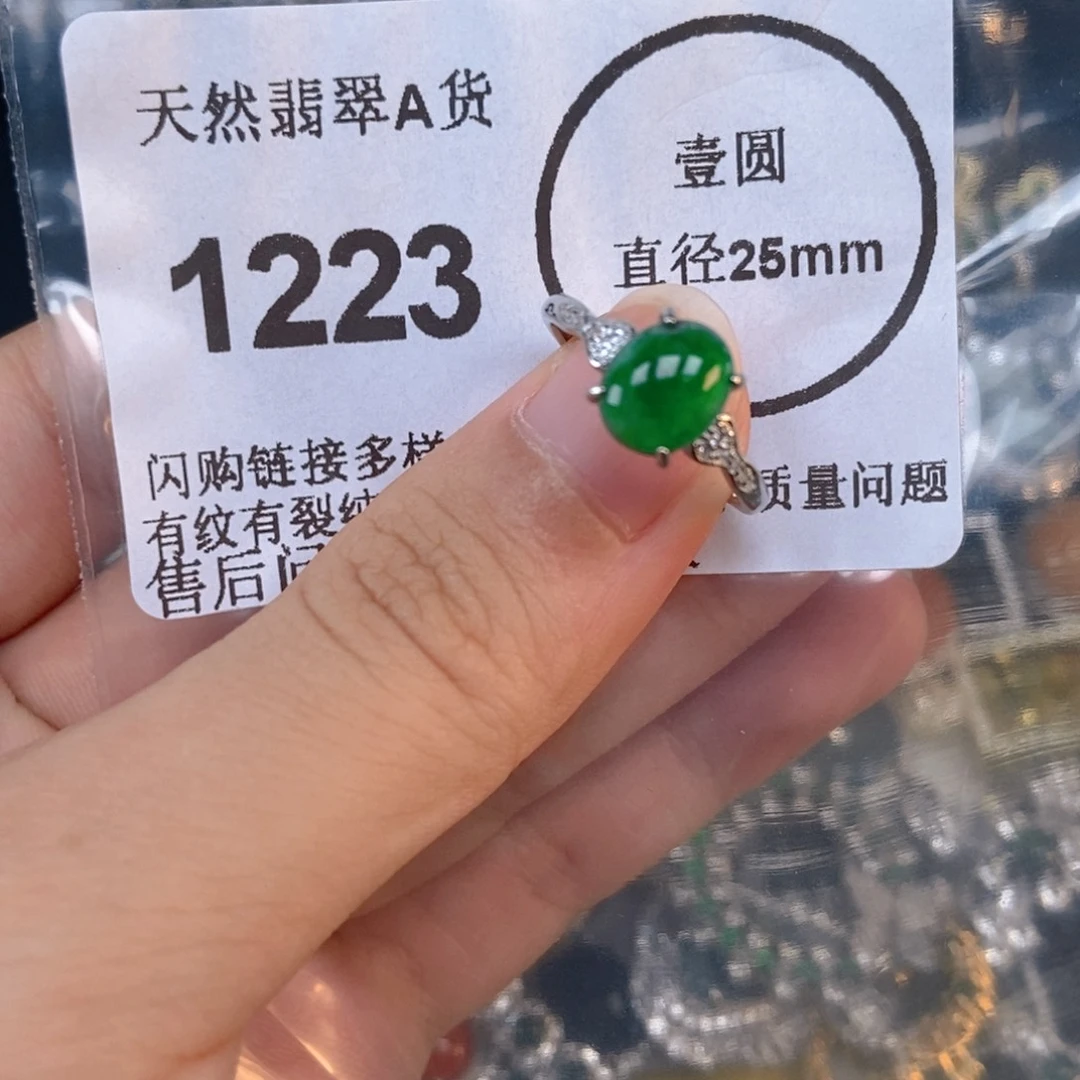 天然翡翠A货
1223
壹圆
直径25mm
闪购链接多样
质量问题
有纹有裂
售后问